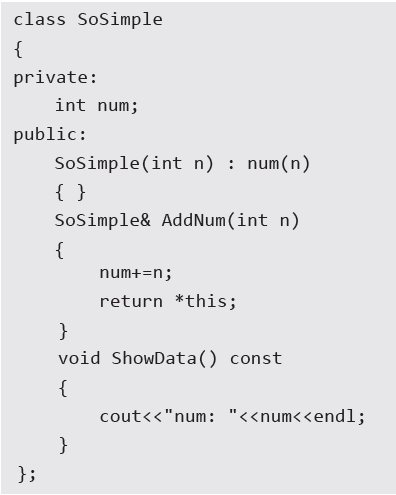 class SoSimple
{
private:
    int num;
public:
    SoSimple(int n) : num(n)
    { }
    SoSimple& AddNum(int n)
    {
        num+=n;
        return *this;
    }
    void ShowData() const
    {
        cout<<"num: "<<num<<endl;
    }
};